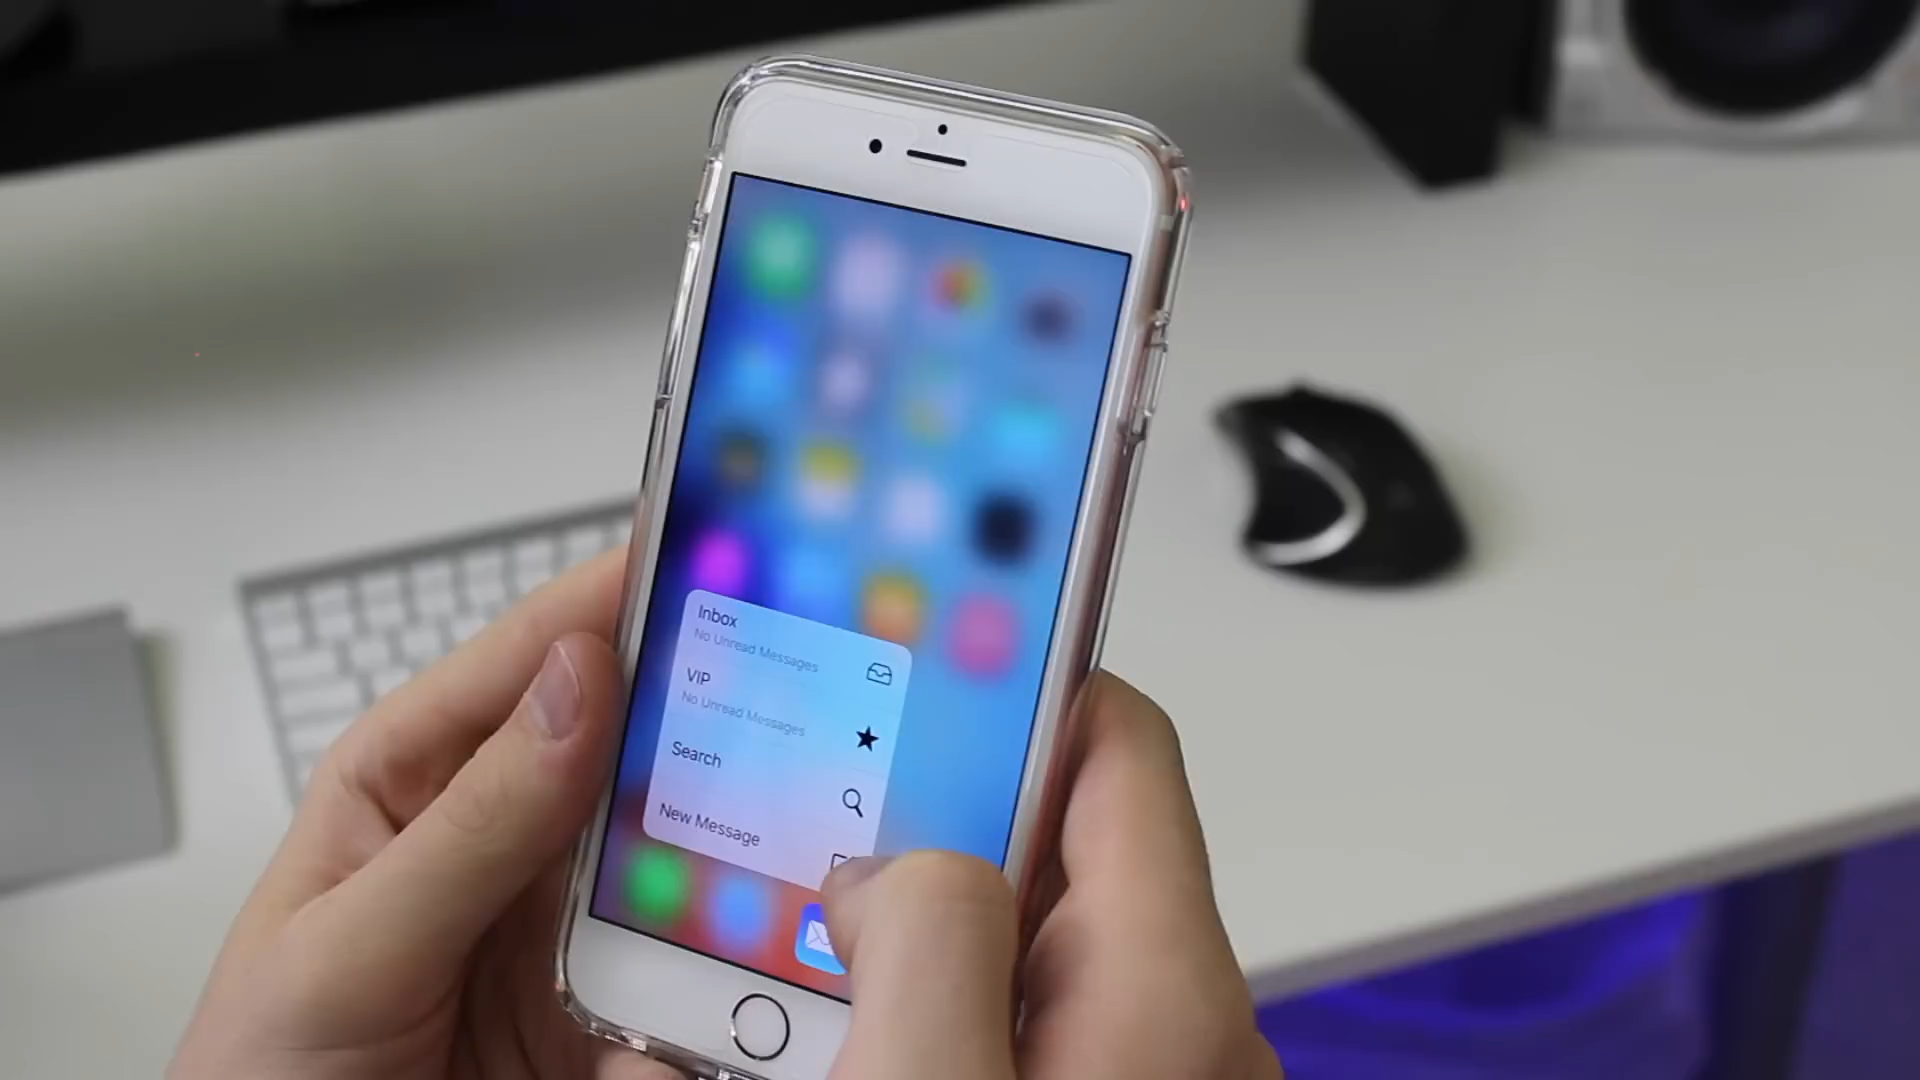 Inbox
No Unread Messages
VIP
No Unread Messages
Search
New Message